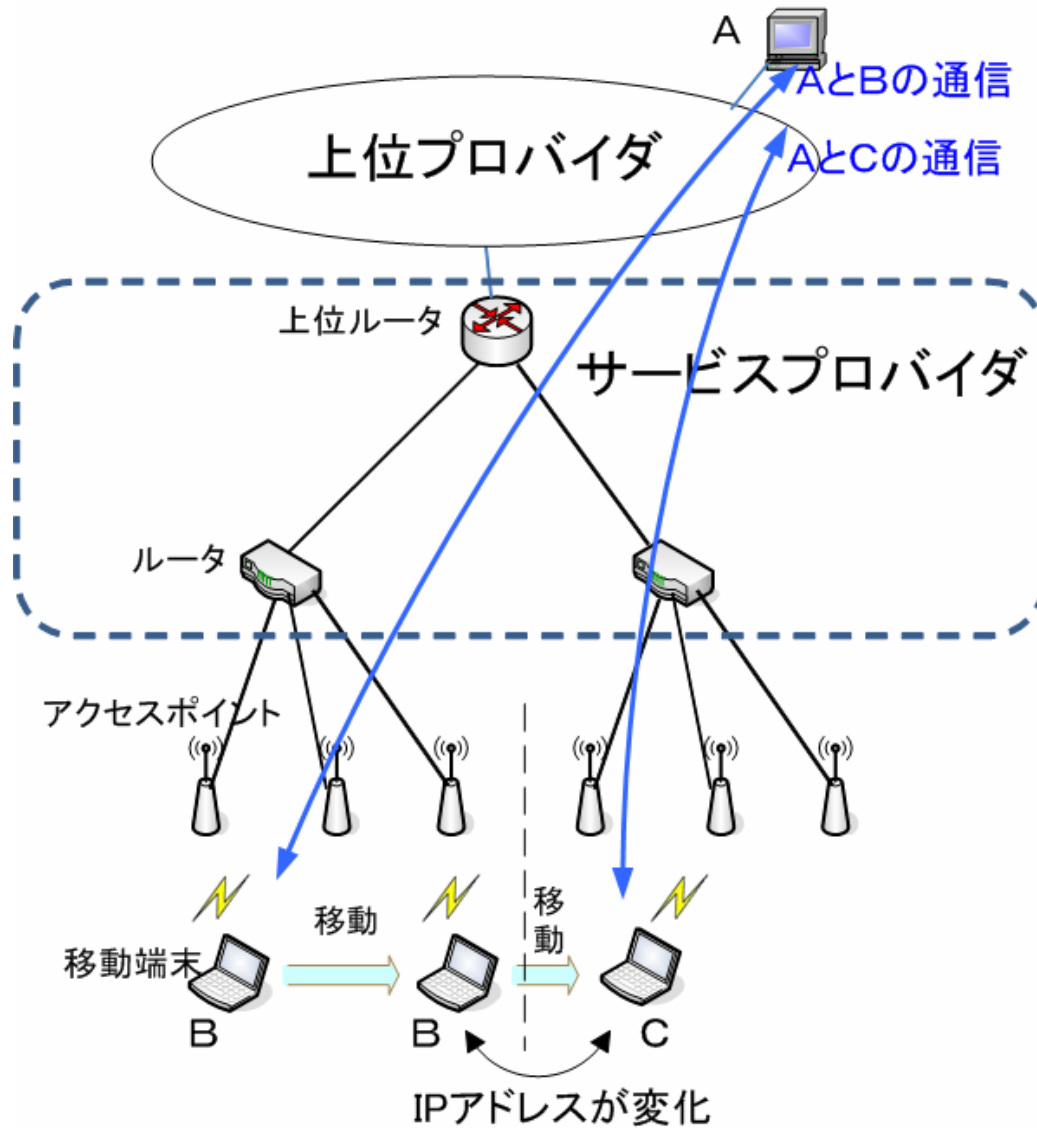 A
AとBの通信
上位プロバイダ
AとCの通信
上位ルータ
サービスプロバイダ
ルータ
アクセスポイント
移動
移
動
移動端末
B
B
C
IPアドレスが変化